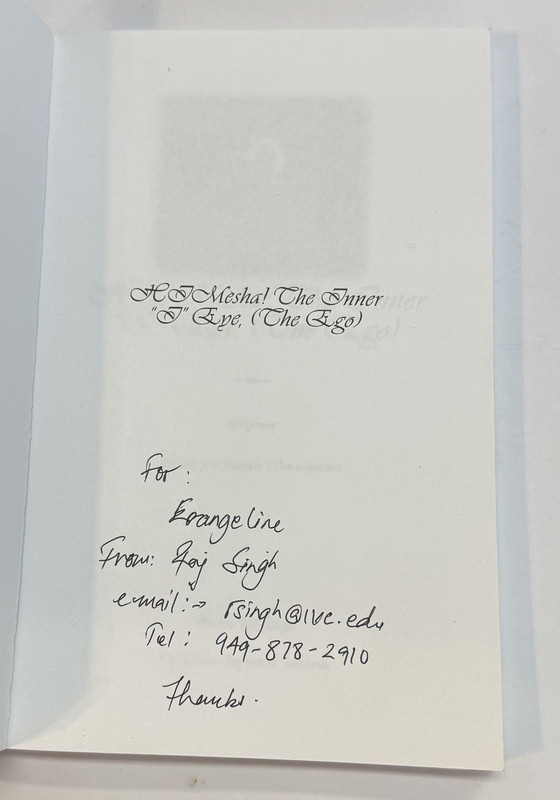 HIMesha! The Inner
"I" Eye, (The Ego)
For:
Evangeline
From: Raj Singh
e-mail:→ rsingh@ivc.edu
Tel: 949-878-2910
Thanks.